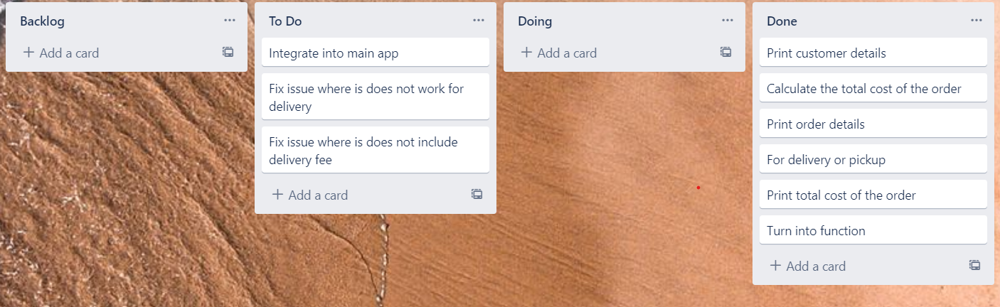 Backlog
Add a card
To Do
Integrate into main app
Fix issue where is does not work for
delivery
Fix issue where is does not include
delivery fee
Add a card
Doing
Add a card
Done
Print customer details
Calculate the total cost of the order
Print order details
For delivery or pickup
Print total cost of the order
Turn into function
Add a card